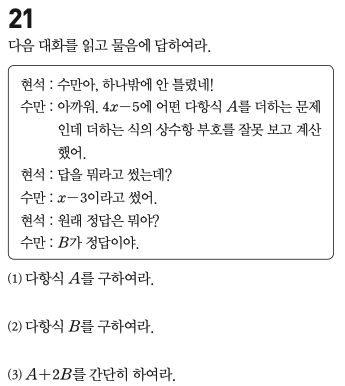 21
다음 대화를 읽고 물음에 답하여라.
현석 : 수만아, 하나밖에 안 틀렸네!
수만 : 아까워. 4x-5에 어떤 다항식 A를 더하는 문제
인데 더하는 식의 상수항 부호를 잘못 보고 계산
했어.
현석 : 답을 뭐라고 썼는데?
수만 : x-3이라고 썼어.
현석 : 원래 정답은 뭐야?
수만 : B가 정답이야.
(1) 다항식 A를 구하여라.
(2) 다항식 B를 구하여라.
(3) A+2B를 간단히 하여라.